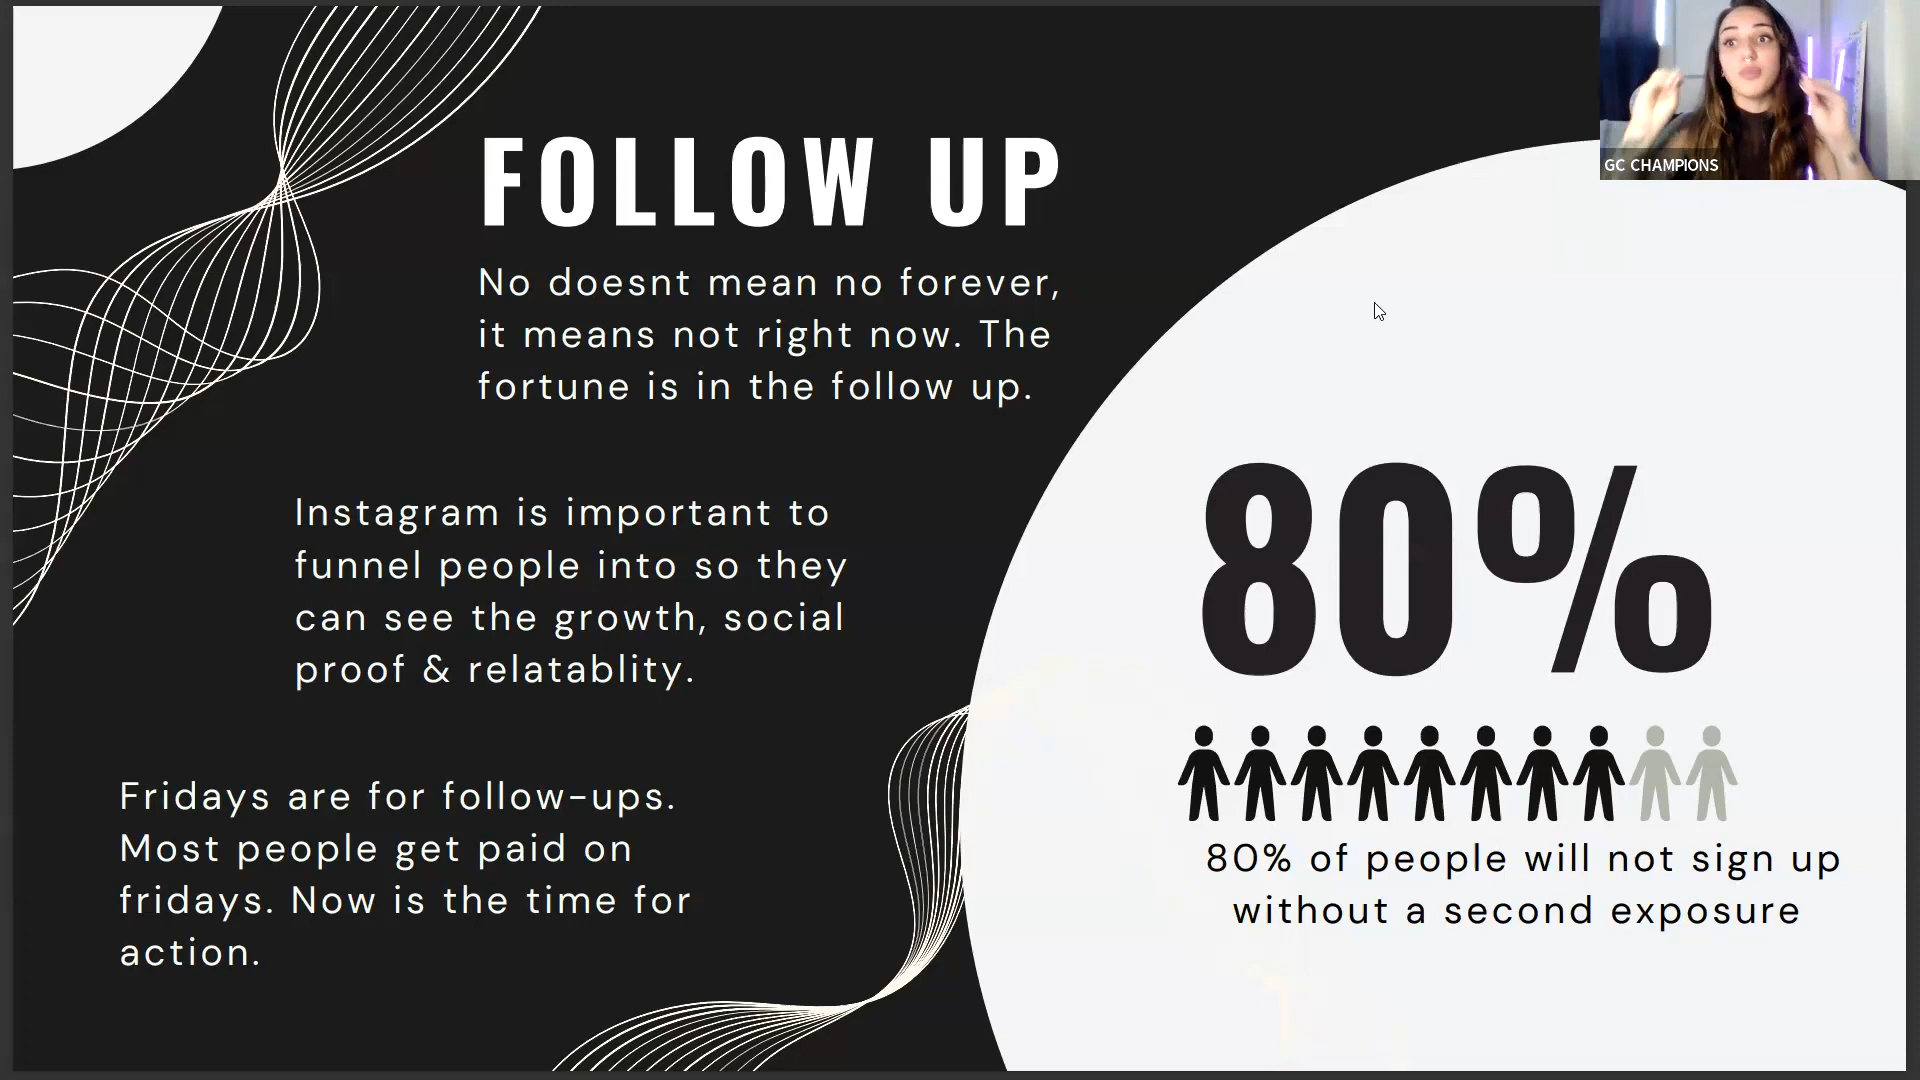 GC CHAMPIONS
FOLLOW UP
No doesnt mean no forever,
it means not right now. The
fortune is in the follow up.
Instagram is important to
funnel people into so they
can see the growth, social
proof & relatablity.
Fridays are for follow-ups.
Most people get paid on
fridays. Now is the time for
action.
80%
80% of people will not sign up
without a second exposure